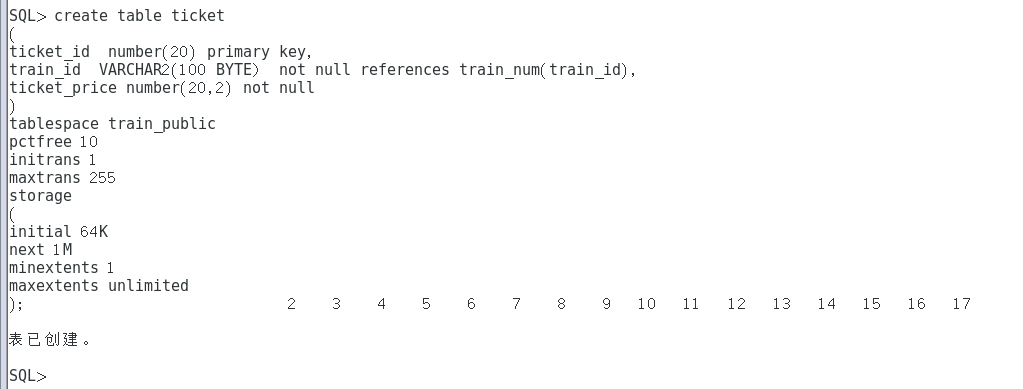 SQL> create table ticket
(
ticket_id  number(20) primary key,
train_id  VARCHAR2(100 BYTE)  not null references train_num(train_id),
ticket_price number(20,2) not null
)
tablespace train_public
pctfree 10
initrans 1
maxtrans 255
storage
(
initial 64K
next 1M
minextents 1
maxextents unlimited
);  2  3  4  5  6  7  8  9  10  11  12  13  14  15  16  17
表已创建。
SQL>